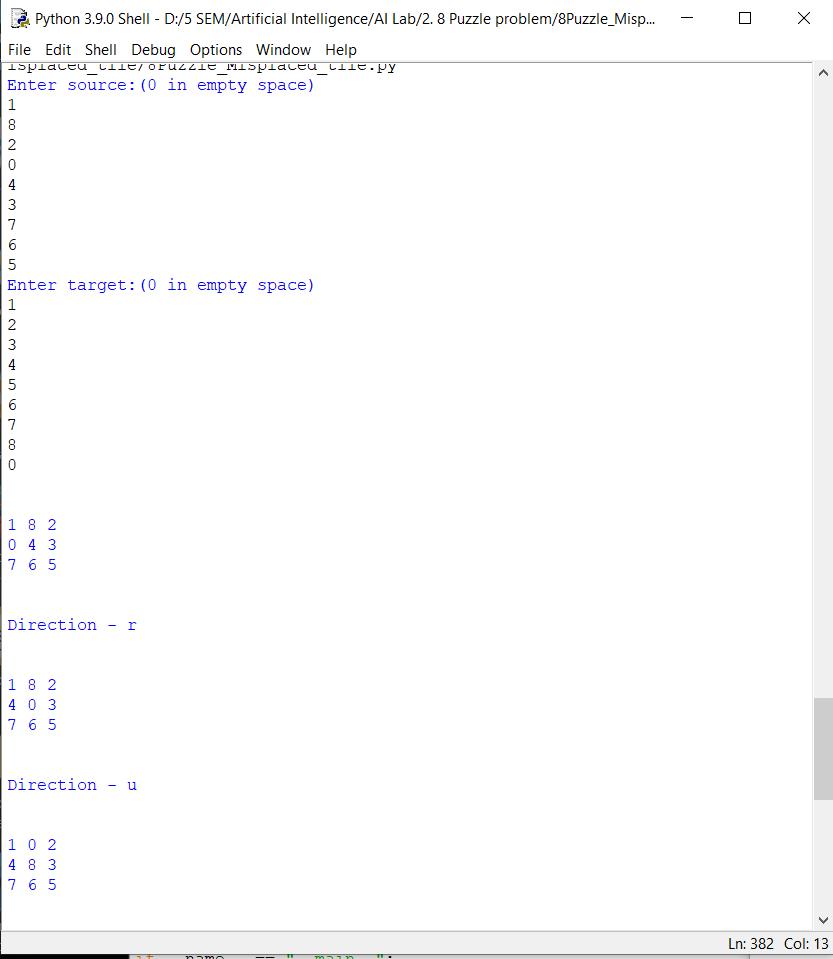 Python 3.9.0 Shell - D:/5 SEM/Artificial Intelligence/AI Lab/2. 8 Puzzle problem/8Puzzle_Misp...
File Edit Shell Debug Options Window Help
isplaced_tile/8Puzzle_Misplaced_tile.py
Enter source:(0 in empty space)
1
8
2
0
4
3
7
6
5
Enter target:(0 in empty space)
1
2
3
4
5
6
7
8
0
1 8 2
0 4 3
7 6 5
Direction - r
1 8 2
4 0 3
7 6 5
Direction - u
1 0 2
4 8 3
7 6 5
Ln: 382 Col: 13
if __name__ == "__main__":